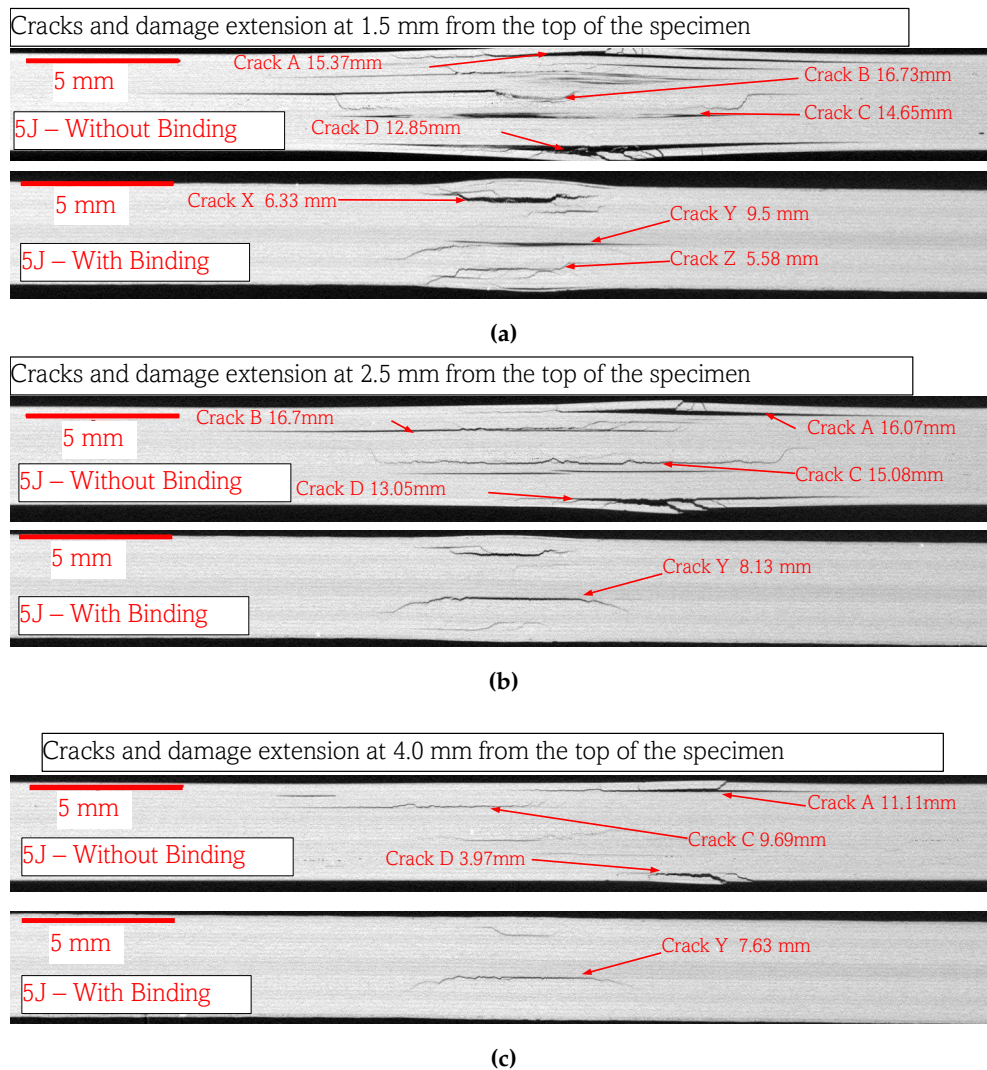 Cracks and damage extension at 1.5 mm from the top of the specimen
Crack A 15.37mm
5 mm
Crack B 16.73mm
Crack C 14.65mm
5J – Without Binding
Crack D 12.85mm
5 mm
Crack X 6.33 mm
Crack Y 9.5 mm
5J – With Binding
Crack Z 5.58 mm
(a)
Cracks and damage extension at 2.5 mm from the top of the specimen
Crack B 16.7mm
5 mm
Crack A 16.07mm
5J – Without Binding
Crack C 15.08mm
Crack D 13.05mm
5 mm
Crack Y 8.13 mm
5J – With Binding
(b)
Cracks and damage extension at 4.0 mm from the top of the specimen
5 mm
Crack A 11.11mm
Crack C 9.69mm
5J – Without Binding
Crack D 3.97mm
5 mm
Crack Y 7.63 mm
5J – With Binding
(c)